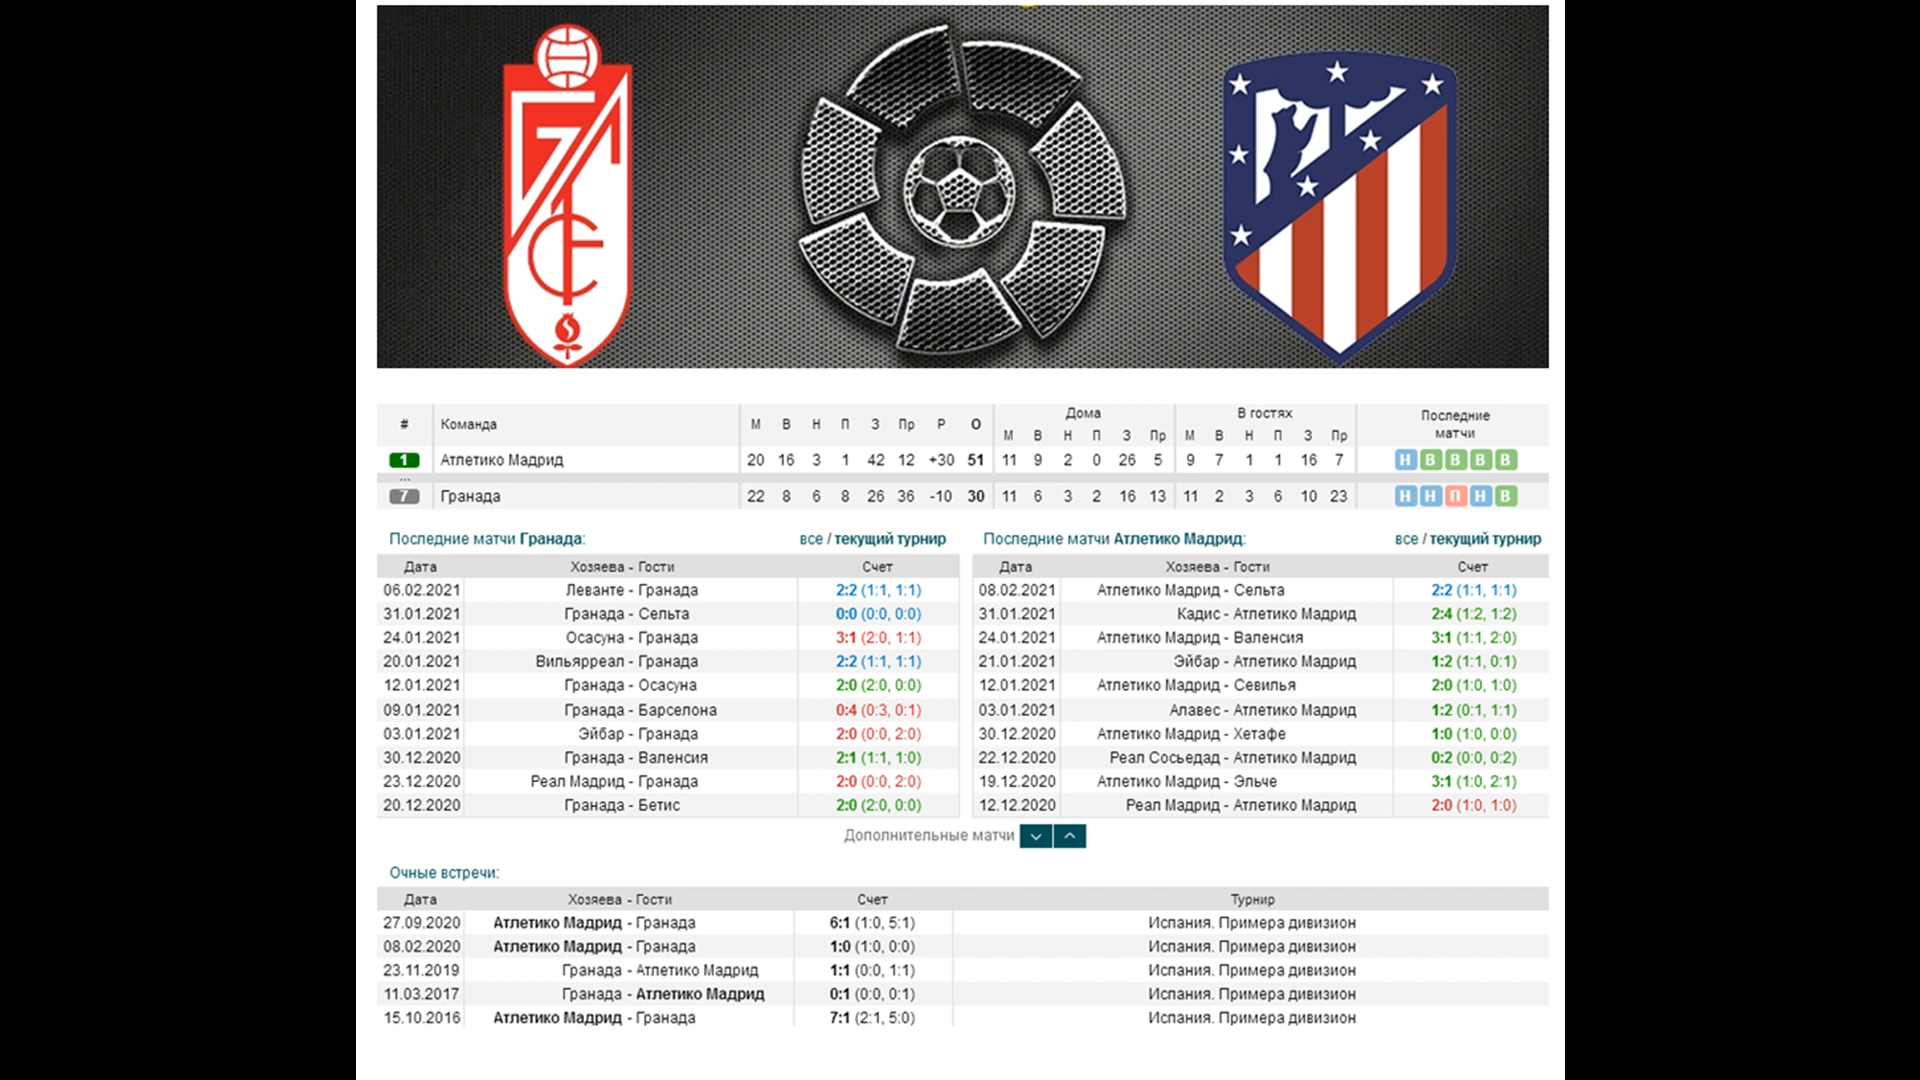 # Команда М В Н П З Пр Р О Дома М В Н П З Пр В гостях М В Н П З Пр Последние матчи
1 Атлетико Мадрид 20 16 3 1 42 12 +30 51 11 9 2 0 26 5 9 7 1 1 16 7 Н В В В В
...
7 Гранада 22 8 6 8 26 36 -10 30 11 6 3 2 16 13 11 2 3 6 10 23 Н Н П Н В
Последние матчи Гранада: все / текущий турнир
Дата Хозяева - Гости Счет
06.02.2021 Леванте - Гранада 2:2 (1:1, 1:1)
31.01.2021 Гранада - Сельта 0:0 (0:0, 0:0)
24.01.2021 Осасуна - Гранада 3:1 (2:0, 1:1)
20.01.2021 Вильярреал - Гранада 2:2 (1:1, 1:1)
12.01.2021 Гранада - Осасуна 2:0 (2:0, 0:0)
09.01.2021 Гранада - Барселона 0:4 (0:3, 0:1)
03.01.2021 Эйбар - Гранада 2:0 (0:0, 2:0)
30.12.2020 Гранада - Валенсия 2:1 (1:1, 1:0)
23.12.2020 Реал Мадрид - Гранада 2:0 (0:0, 2:0)
20.12.2020 Гранада - Бетис 2:0 (2:0, 0:0)
Последние матчи Атлетико Мадрид: все / текущий турнир
Дата Хозяева - Гости Счет
08.02.2021 Атлетико Мадрид - Сельта 2:2 (1:1, 1:1)
31.01.2021 Кадис - Атлетико Мадрид 2:4 (1:2, 1:2)
24.01.2021 Атлетико Мадрид - Валенсия 3:1 (1:1, 2:0)
21.01.2021 Эйбар - Атлетико Мадрид 1:2 (1:1, 0:1)
12.01.2021 Атлетико Мадрид - Севилья 2:0 (1:0, 1:0)
03.01.2021 Алавес - Атлетико Мадрид 1:2 (0:1, 1:1)
30.12.2020 Атлетико Мадрид - Хетафе 1:0 (1:0, 0:0)
22.12.2020 Реал Сосьедад - Атлетико Мадрид 0:2 (0:0, 0:2)
19.12.2020 Атлетико Мадрид - Эльче 3:1 (1:0, 2:1)
12.12.2020 Реал Мадрид - Атлетико Мадрид 2:0 (1:0, 1:0)
Дополнительные матчи
Очные встречи:
Дата Хозяева - Гости Счет Турнир
27.09.2020 Атлетико Мадрид - Гранада 6:1 (1:0, 5:1) Испания. Примера дивизион
08.02.2020 Атлетико Мадрид - Гранада 1:0 (1:0, 0:0) Испания. Примера дивизион
23.11.2019 Гранада - Атлетико Мадрид 1:1 (0:0, 1:1) Испания. Примера дивизион
11.03.2017 Гранада - Атлетико Мадрид 0:1 (0:0, 0:1) Испания. Примера дивизион
15.10.2016 Атлетико Мадрид - Гранада 7:1 (2:1, 5:0) Испания. Примера дивизион